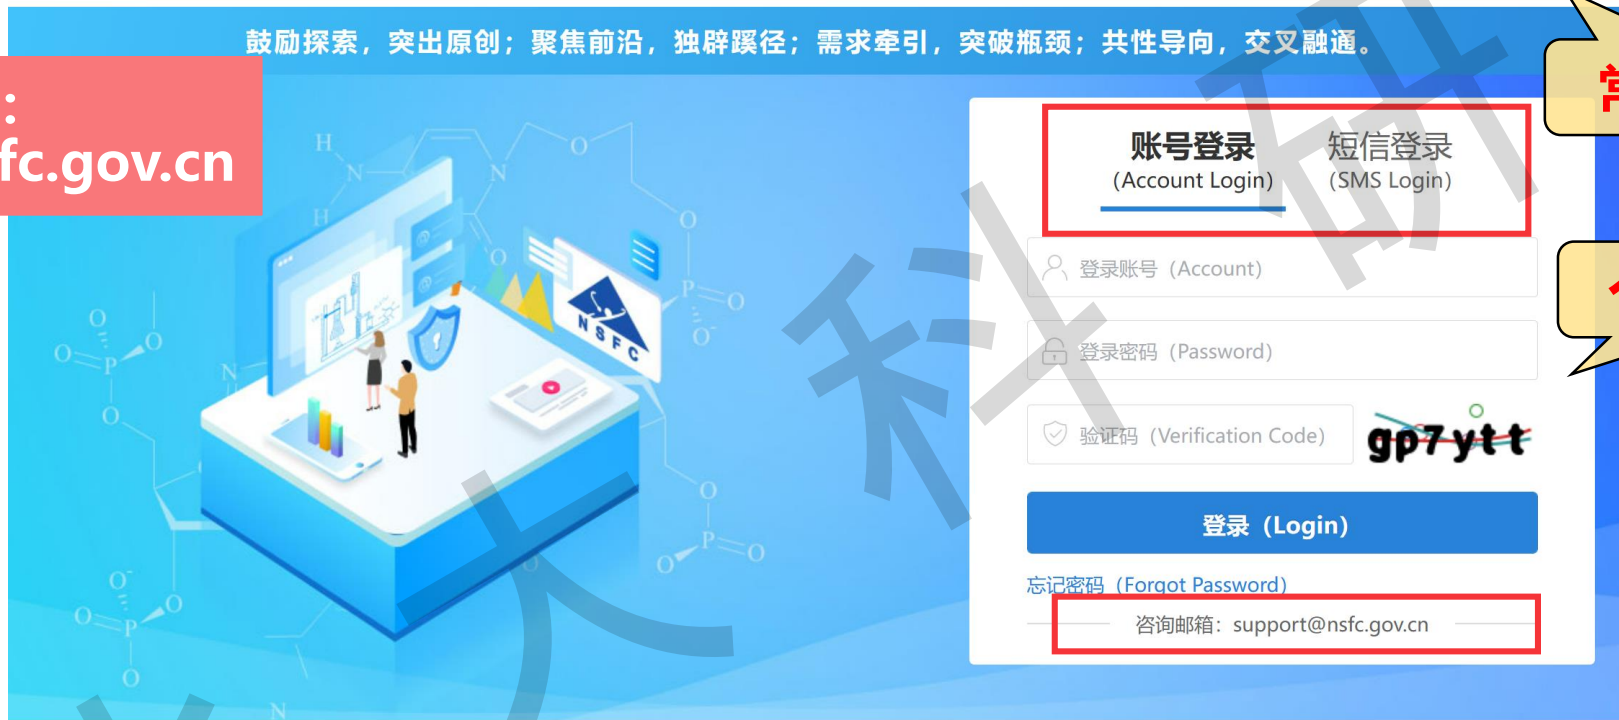 鼓励探索，突出原创；聚焦前沿，独辟蹊径；需求牵引，突破瓶颈；共性导向，交叉融通。
：
fc.gov.cn
账号登录 短信登录
(Account Login) (SMS Login)
登录账号 (Account)
登录密码 (Password)
验证码 (Verification Code)
gp7ytt
登录 (Login)
忘记密码 (Forgot Password)
咨询邮箱：support@nsfc.gov.cn
NSFC
H
N
N
H
O
O
O
P
O
O-
O
O
P
O
N
O
O
P
O
O
O-
O
O
P
O
N
大科研